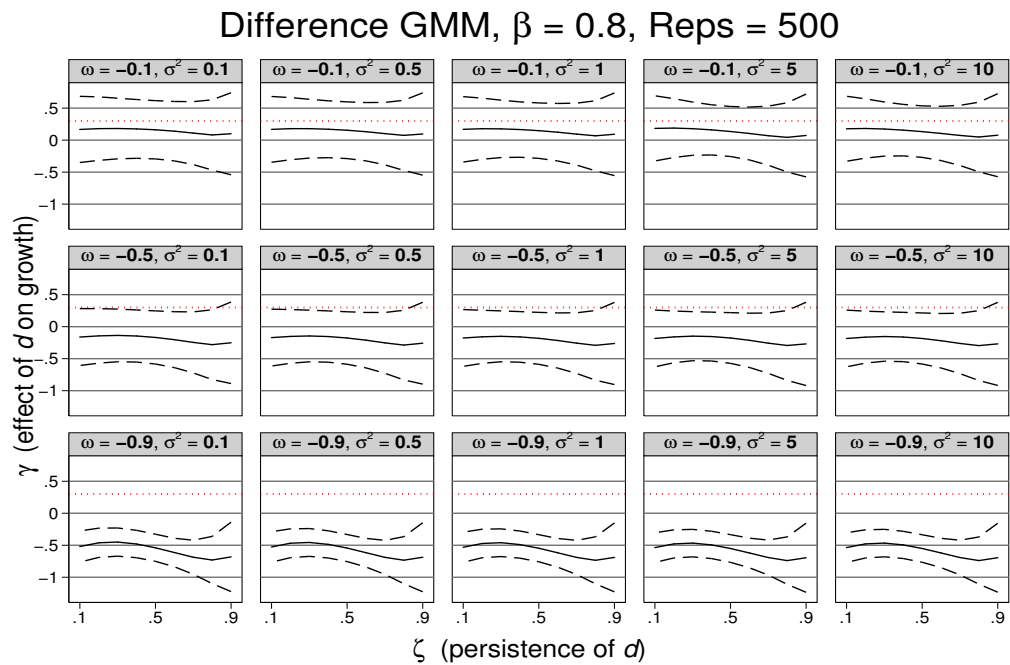 Difference GMM, β = 0.8, Reps = 500
ω = −0.1, σ² = 0.1
ω = −0.1, σ² = 0.5
ω = −0.1, σ² = 1
ω = −0.1, σ² = 5
ω = −0.1, σ² = 10
.5
0
−.5
−1
ω = −0.5, σ² = 0.1
ω = −0.5, σ² = 0.5
ω = −0.5, σ² = 1
ω = −0.5, σ² = 5
ω = −0.5, σ² = 10
.5
0
−.5
−1
ω = −0.9, σ² = 0.1
ω = −0.9, σ² = 0.5
ω = −0.9, σ² = 1
ω = −0.9, σ² = 5
ω = −0.9, σ² = 10
.5
0
−.5
−1
γ (effect of d on growth)
.1 .5 .9
.1 .5 .9
.1 .5 .9
.1 .5 .9
.1 .5 .9
ζ (persistence of d)